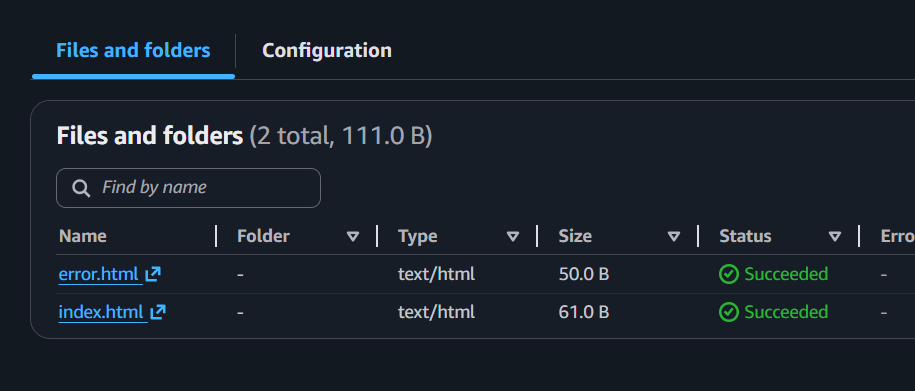 Files and folders Configuration
Files and folders (2 total, 111.0 B)
Find by name
Name Folder Type Size Status Erro
error.html - text/html 50.0 B Succeeded -
index.html - text/html 61.0 B Succeeded -